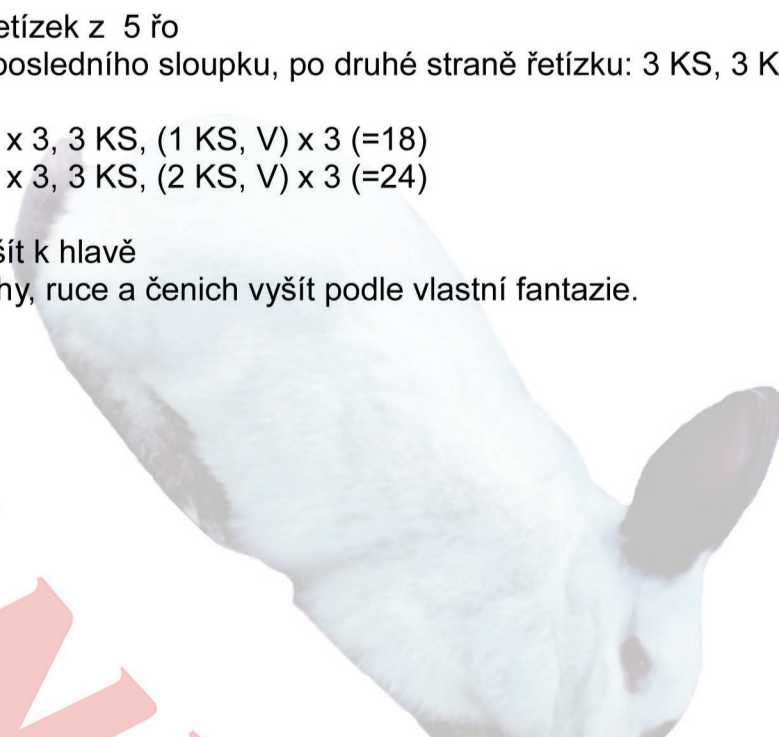 etízek z 5 řo
posledního sloupku, po druhé straně řetízku: 3 KS, 3 K
x 3, 3 KS, (1 KS, V) x 3 (=18)
x 3, 3 KS, (2 KS, V) x 3 (=24)
šít k hlavě
hy, ruce a čenich vyšít podle vlastní fantazie.